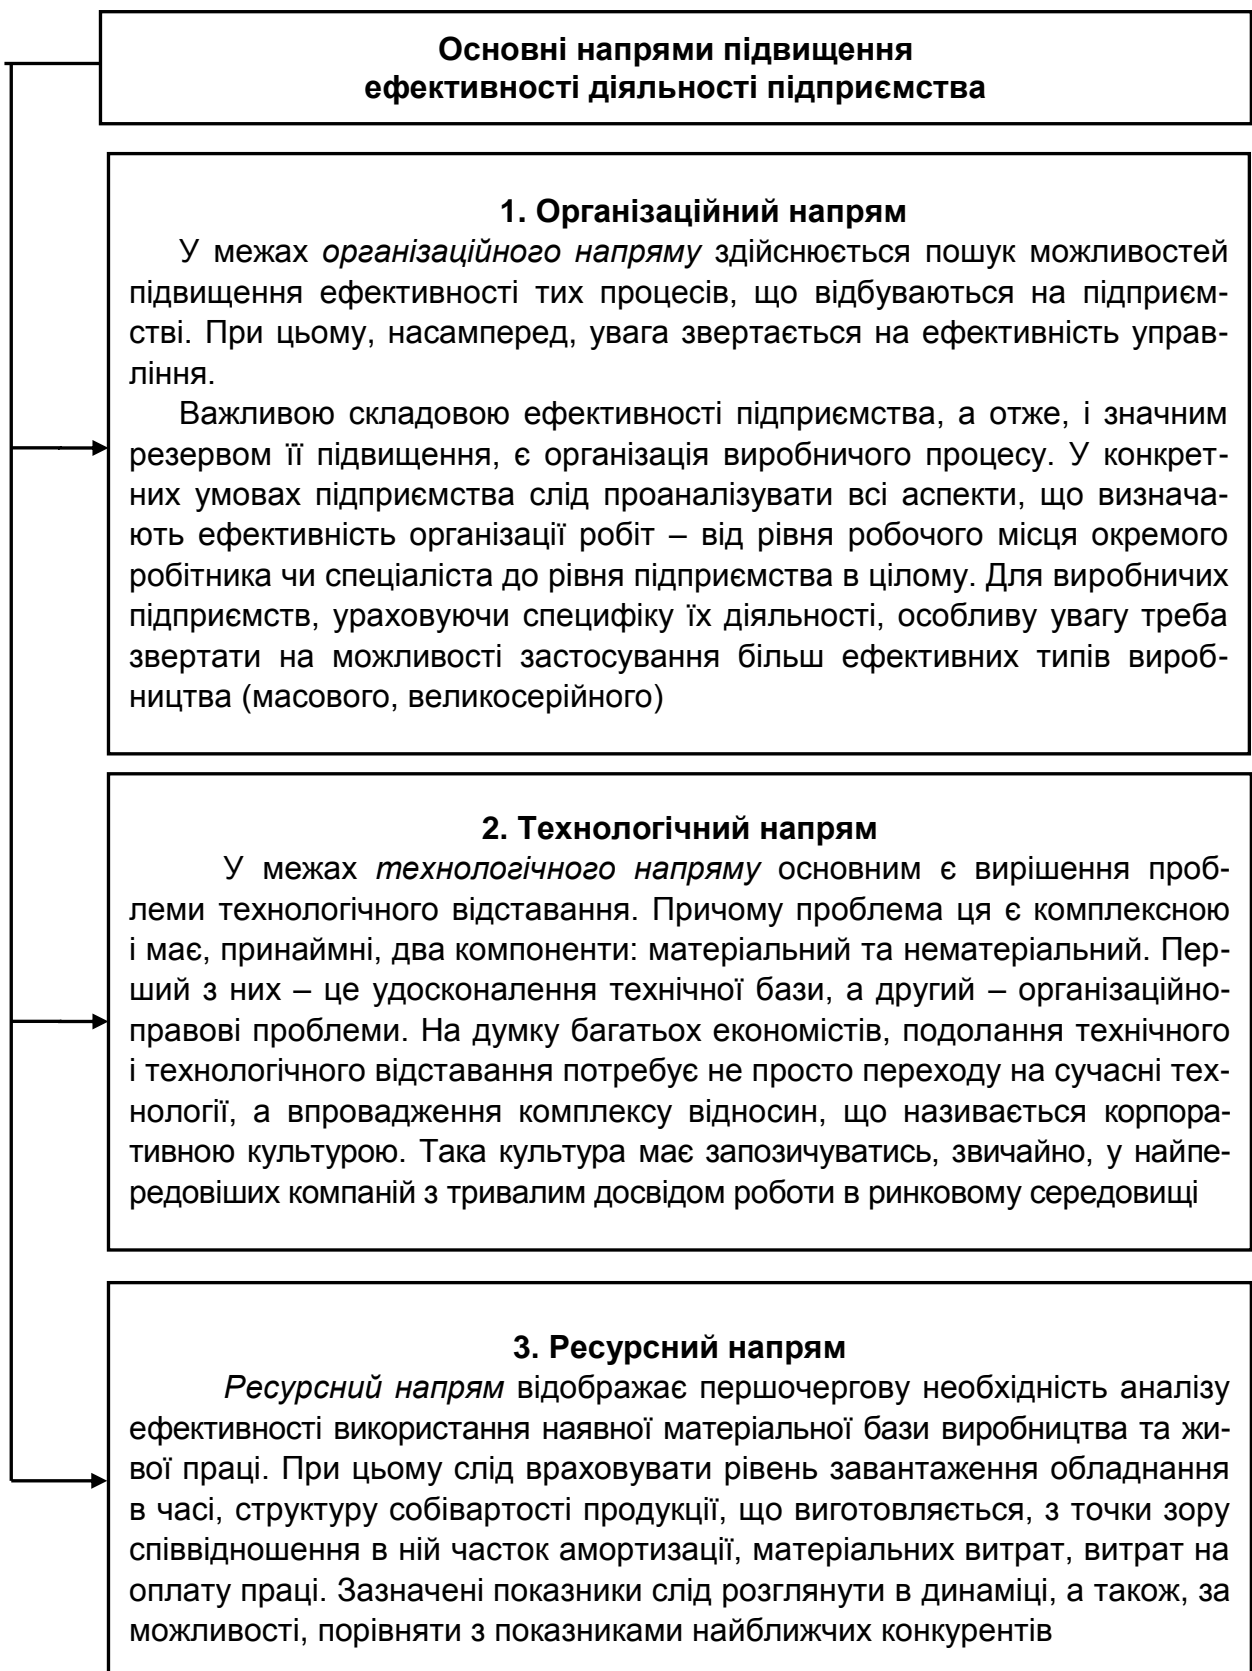 Основні напрями підвищення
ефективності діяльності підприємства
1. Організаційний напрям
У межах організаційного напряму здійснюється пошук можливостей
підвищення ефективності тих процесів, що відбуваються на підприєм-
стві. При цьому, насамперед, увага звертається на ефективність управ-
ління.
Важливою складовою ефективності підприємства, а отже, і значним
резервом її підвищення, є організація виробничого процесу. У конкрет-
них умовах підприємства слід проаналізувати всі аспекти, що визнача-
ють ефективність організації робіт – від рівня робочого місця окремого
робітника чи спеціаліста до рівня підприємства в цілому. Для виробничих
підприємств, ураховуючи специфіку їх діяльності, особливу увагу треба
звертати на можливості застосування більш ефективних типів вироб-
ництва (масового, великосерійного)
2. Технологічний напрям
У межах технологічного напряму основним є вирішення проб-
леми технологічного відставання. Причому проблема ця є комплексною
і має, принаймні, два компоненти: матеріальний та нематеріальний. Пер-
ший з них – це удосконалення технічної бази, а другий – організаційно-
правові проблеми. На думку багатьох економістів, подолання технічного
і технологічного відставання потребує не просто переходу на сучасні тех-
нології, а впровадження комплексу відносин, що називається корпора-
тивною культурою. Така культура має запозичуватись, звичайно, у найпе-
редовіших компаній з тривалим досвідом роботи в ринковому середовищі
3. Ресурсний напрям
Ресурсний напрям відображає першочергову необхідність аналізу
ефективності використання наявної матеріальної бази виробництва та жи-
вої праці. При цьому слід враховувати рівень завантаження обладнання
в часі, структуру собівартості продукції, що виготовляється, з точки зору
співвідношення в ній часток амортизації, матеріальних витрат, витрат на
оплату праці. Зазначені показники слід розглянути в динаміці, а також, за
можливості, порівняти з показниками найближчих конкурентів